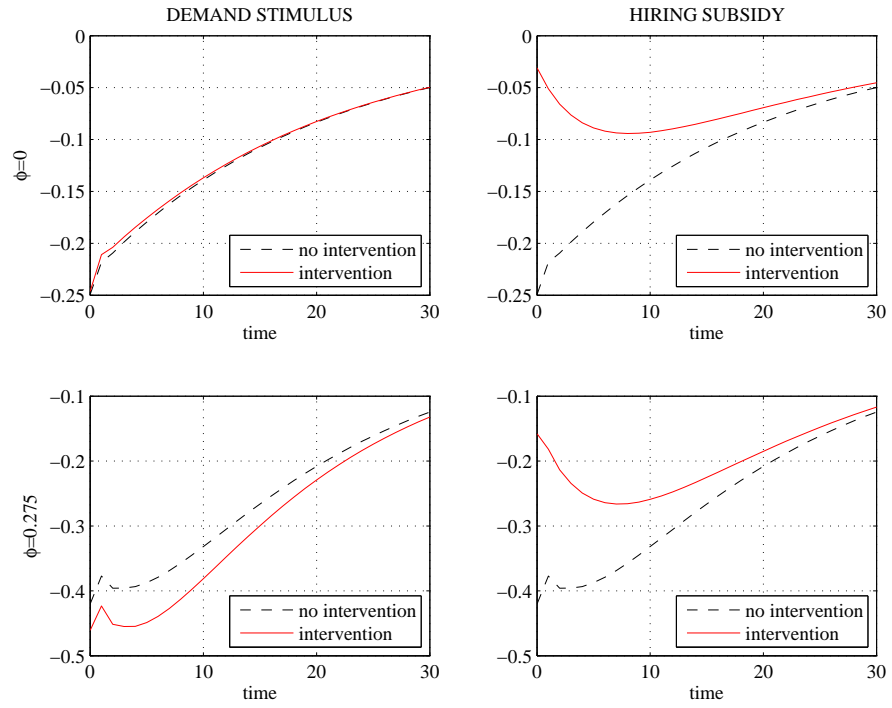 DEMAND STIMULUS
HIRING SUBSIDY
0
−0.05
−0.1
−0.15
−0.2
−0.25
φ=0
no intervention
intervention
0
10
20
30
time
0
−0.05
−0.1
−0.15
−0.2
−0.25
no intervention
intervention
0
10
20
30
time
−0.1
−0.2
−0.3
−0.4
−0.5
φ=0.275
no intervention
intervention
0
10
20
30
time
−0.1
−0.2
−0.3
−0.4
−0.5
no intervention
intervention
0
10
20
30
time